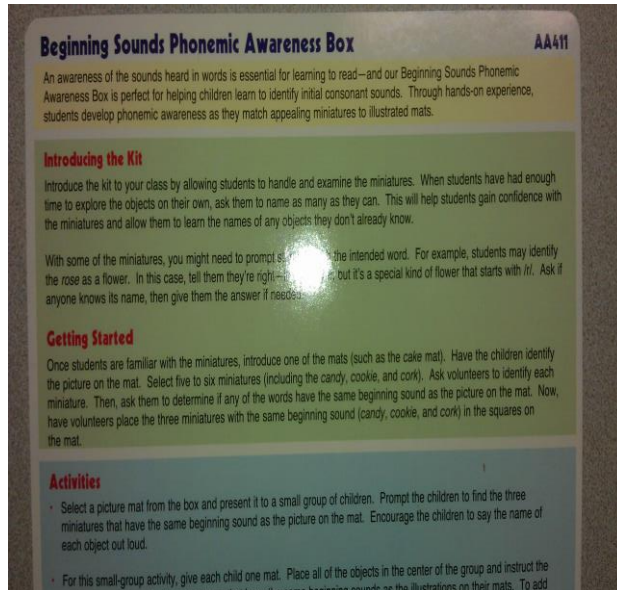 Beginning Sounds Phonemic Awareness Box AA411
An awareness of the sounds heard in words is essential for learning to read—and our Beginning Sounds Phonemic
Awareness Box is perfect for helping children learn to identify initial consonant sounds. Through hands-on experience,
students develop phonemic awareness as they match appealing miniatures to illustrated mats.
Introducing the Kit
Introduce the kit to your class by allowing students to handle and examine the miniatures. When students have had enough
time to explore the objects on their own, ask them to name as many as they can. This will help students gain confidence with
the miniatures and allow them to learn the names of any objects they don't already know.
With some of the miniatures, you might need to prompt the intended word. For example, students may identify
the rose as a flower. In this case, tell them they're right— but it's a special kind of flower that starts with /r/. Ask if
anyone knows its name, then give them the answer if needed.
Getting Started
Once students are familiar with the miniatures, introduce one of the mats (such as the cake mat). Have the children identify
the picture on the mat. Select five to six miniatures (including the candy, cookie, and cork). Ask volunteers to identify each
miniature. Then, ask them to determine if any of the words have the same beginning sound as the picture on the mat. Now,
have volunteers place the three miniatures with the same beginning sound (candy, cookie, and cork) in the squares on
the mat.
Activities
• Select a picture mat from the box and present it to a small group of children. Prompt the children to find the three
miniatures that have the same beginning sound as the picture on the mat. Encourage the children to say the name of
each object out loud.
• For this small-group activity, give each child one mat. Place all of the objects in the center of the group and instruct the
same beginning sounds as the illustrations on their mats. To add